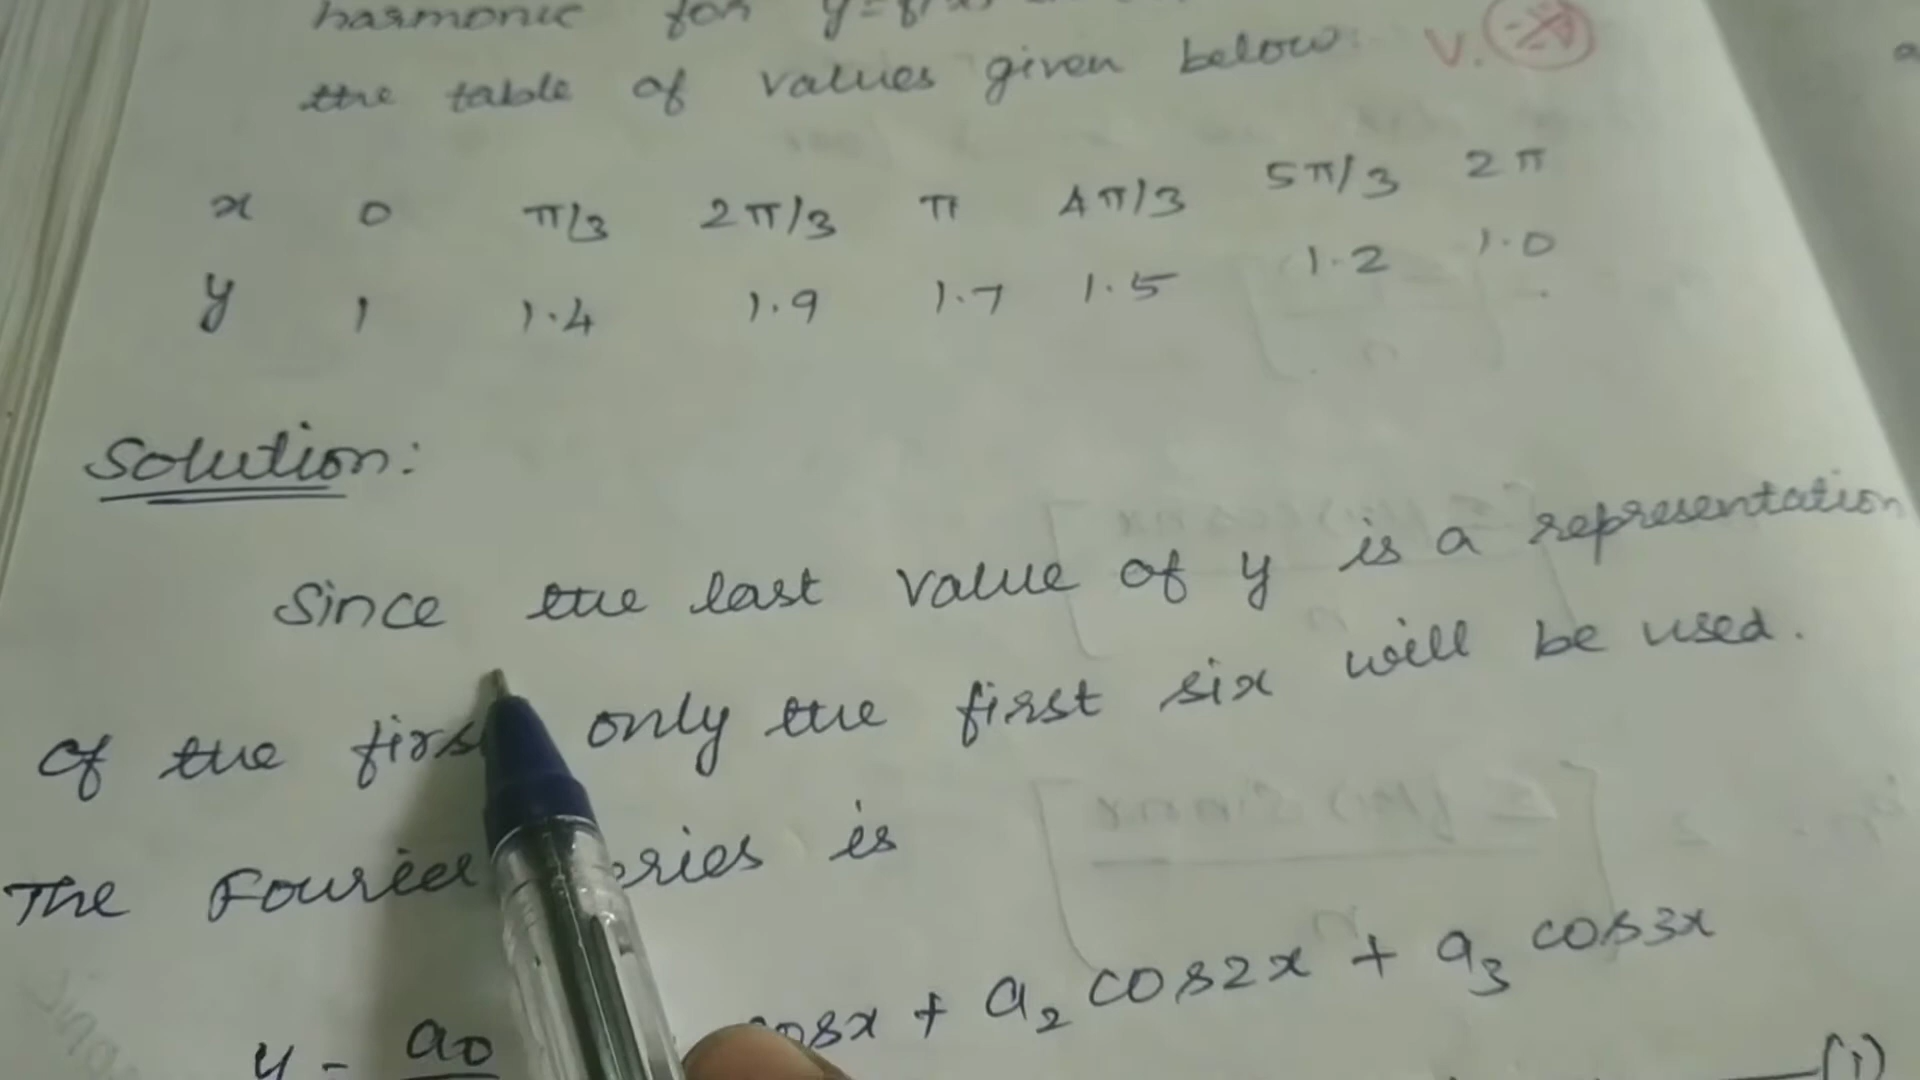 harmonic for y=f(x)
the table of values given below. V.
x 0 π/3 2π/3 π 4π/3 5π/3 2π
y 1 1.4 1.9 1.7 1.5 1.2 1.0
Solution:
Since the last value of y is a representation
of the first only the first six will be used.
The Fourier series is
y = a0 cosx + a2 cos2x + a3 cos3x
(1)